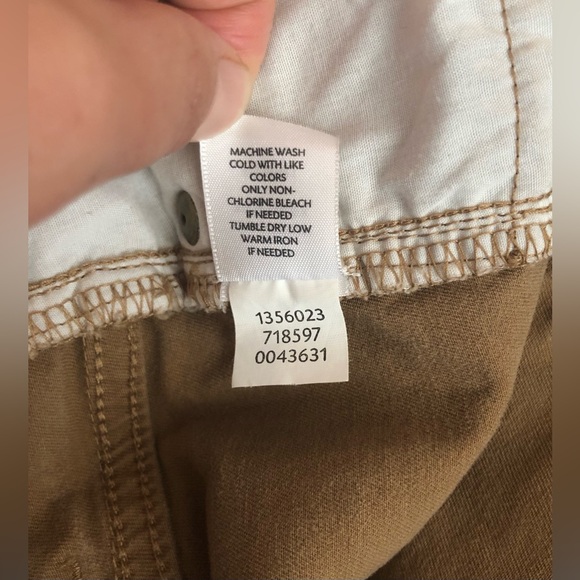 MACHINE WASH
COLD WITH LIKE
COLORS
ONLY NON-
CHLORINE BLEACH
IF NEEDED
TUMBLE DRY LOW
WARM IRON
IF NEEDED
1356023
718597
0043631